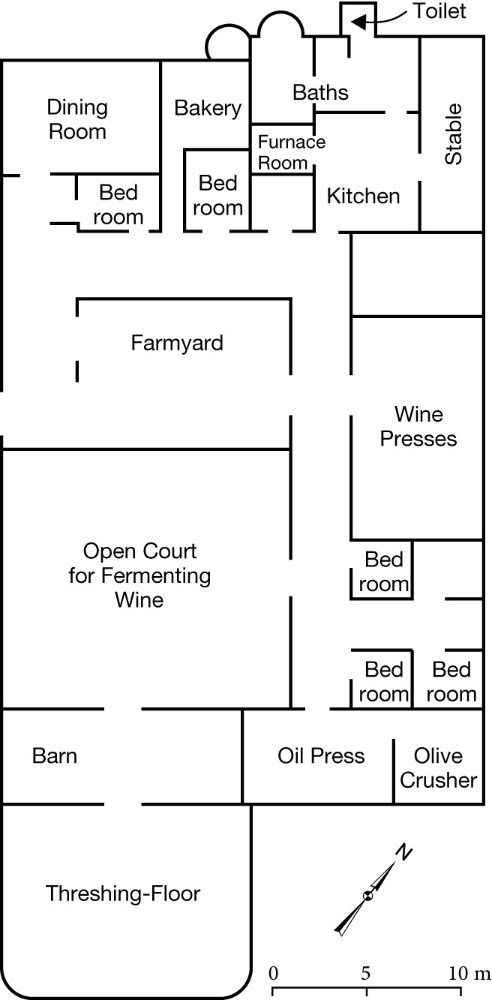 Toilet
Dining
Room
Bakery
Baths
Stable
Furnace
Room
Bed
room
Bed
room
Kitchen
Farmyard
Wine
Presses
Open Court
for Fermenting
Wine
Bed
room
Bed
room
Bed
room
Barn
Oil Press
Olive
Crusher
Threshing-Floor
N
0 5 10 m